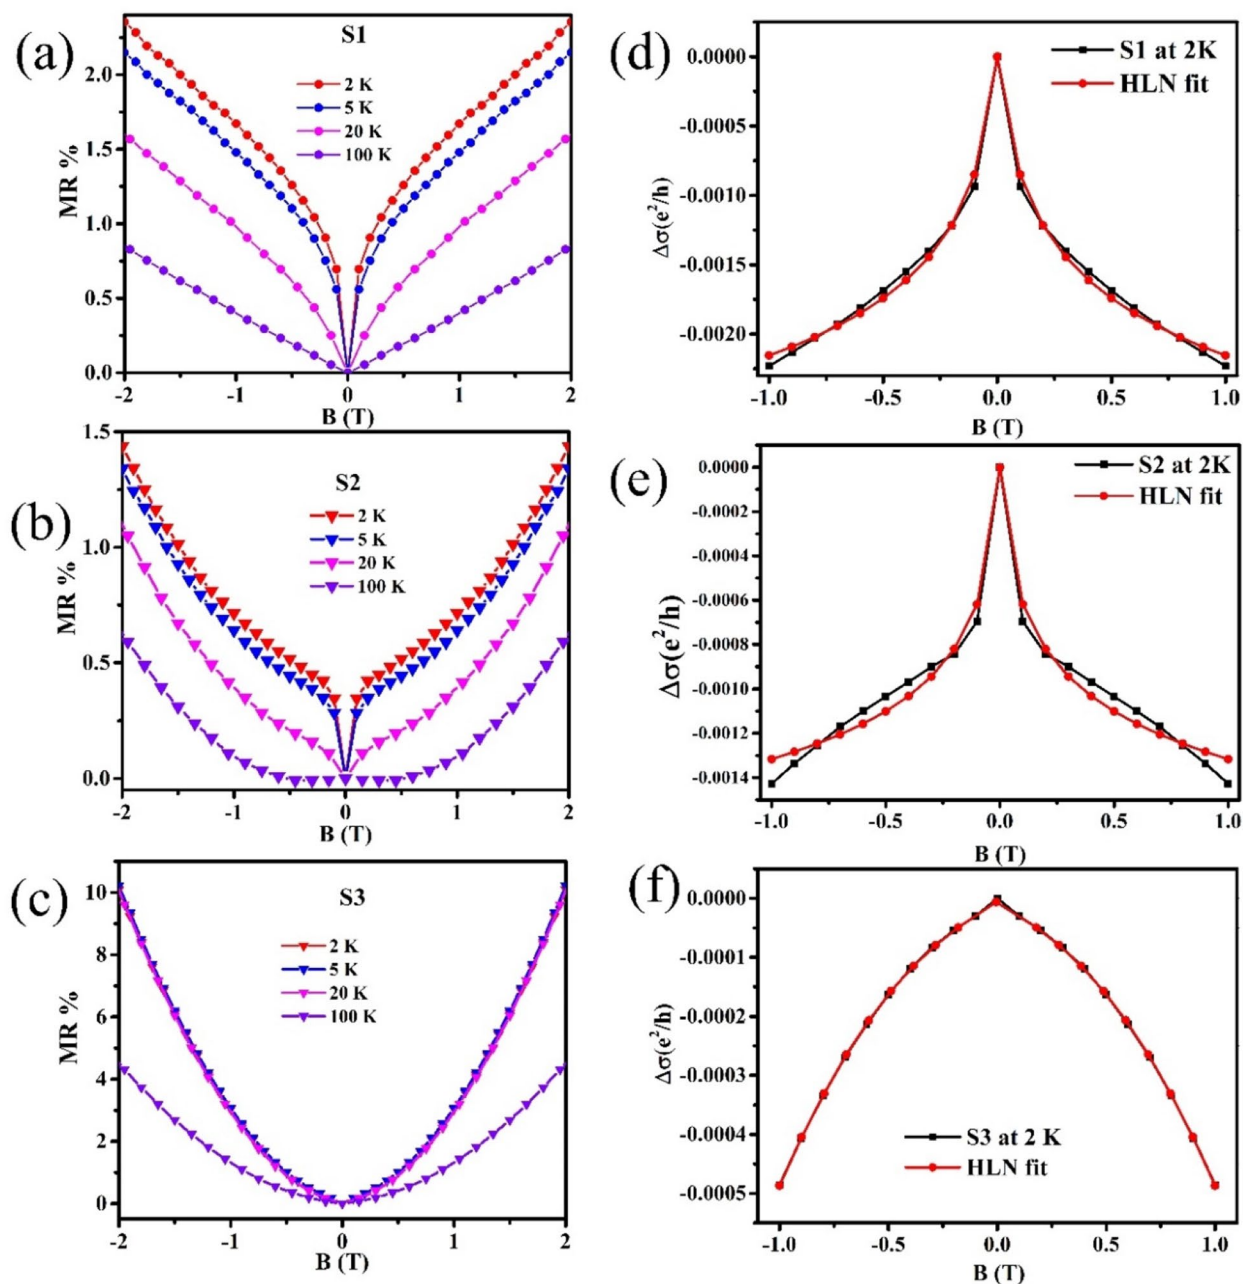 (a)
S1
2 K
5 K
20 K
100 K
MR %
2.0
1.5
1.0
0.5
0.0
-2
-1
0
1
2
B (T)
(d)
S1 at 2K
HLN fit
Δσ(e²/h)
0.0000
-0.0005
-0.0010
-0.0015
-0.0020
-1.0
-0.5
0.0
0.5
1.0
B (T)
(b)
S2
2 K
5 K
20 K
100 K
MR %
1.5
1.0
0.5
0.0
-2
-1
0
1
2
B (T)
(e)
S2 at 2K
HLN fit
Δσ(e²/h)
0.0000
-0.0002
-0.0004
-0.0006
-0.0008
-0.0010
-0.0012
-0.0014
-1.0
-0.5
0.0
0.5
1.0
B (T)
(c)
S3
2 K
5 K
20 K
100 K
MR %
10
8
6
4
2
0
-2
-1
0
1
2
B (T)
(f)
S3 at 2 K
HLN fit
Δσ(e²/h)
0.0000
-0.0001
-0.0002
-0.0003
-0.0004
-0.0005
-1.0
-0.5
0.0
0.5
1.0
B (T)